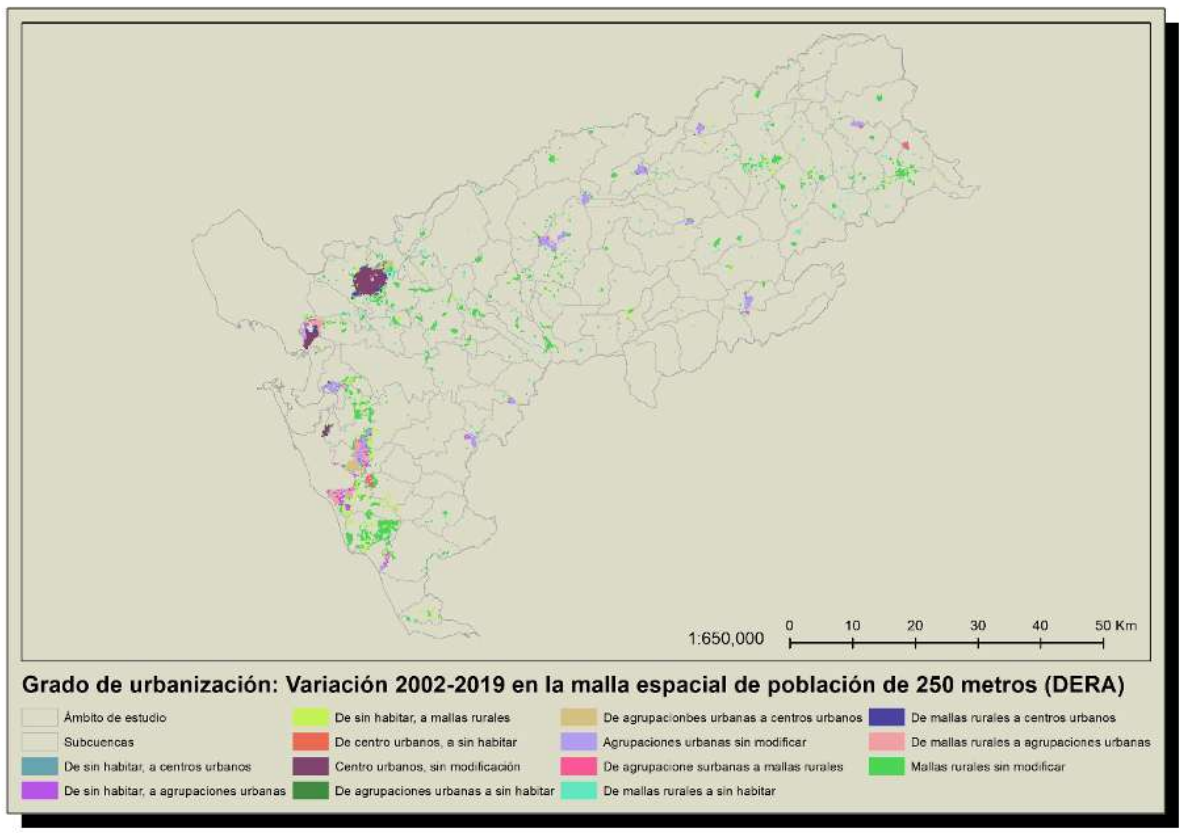 1:650,000
0 10 20 30 40 50 Km
Grado de urbanización: Variación 2002-2019 en la malla espacial de población de 250 metros (DERA)
Ámbito de estudio
Subcuencas
De sin habitar, a centros urbanos
De sin habitar, a agrupaciones urbanas
De sin habitar, a mallas rurales
De centro urbanos, a sin habitar
Centro urbanos, sin modificación
De agrupaciones urbanas a sin habitar
De agrupacionbes urbanas a centros urbanos
Agrupaciones urbanas sin modificar
De agrupacione surbanas a mallas rurales
De mallas rurales a sin habitar
De mallas rurales a centros urbanos
De mallas rurales a agrupaciones urbanas
Mallas rurales sin modificar